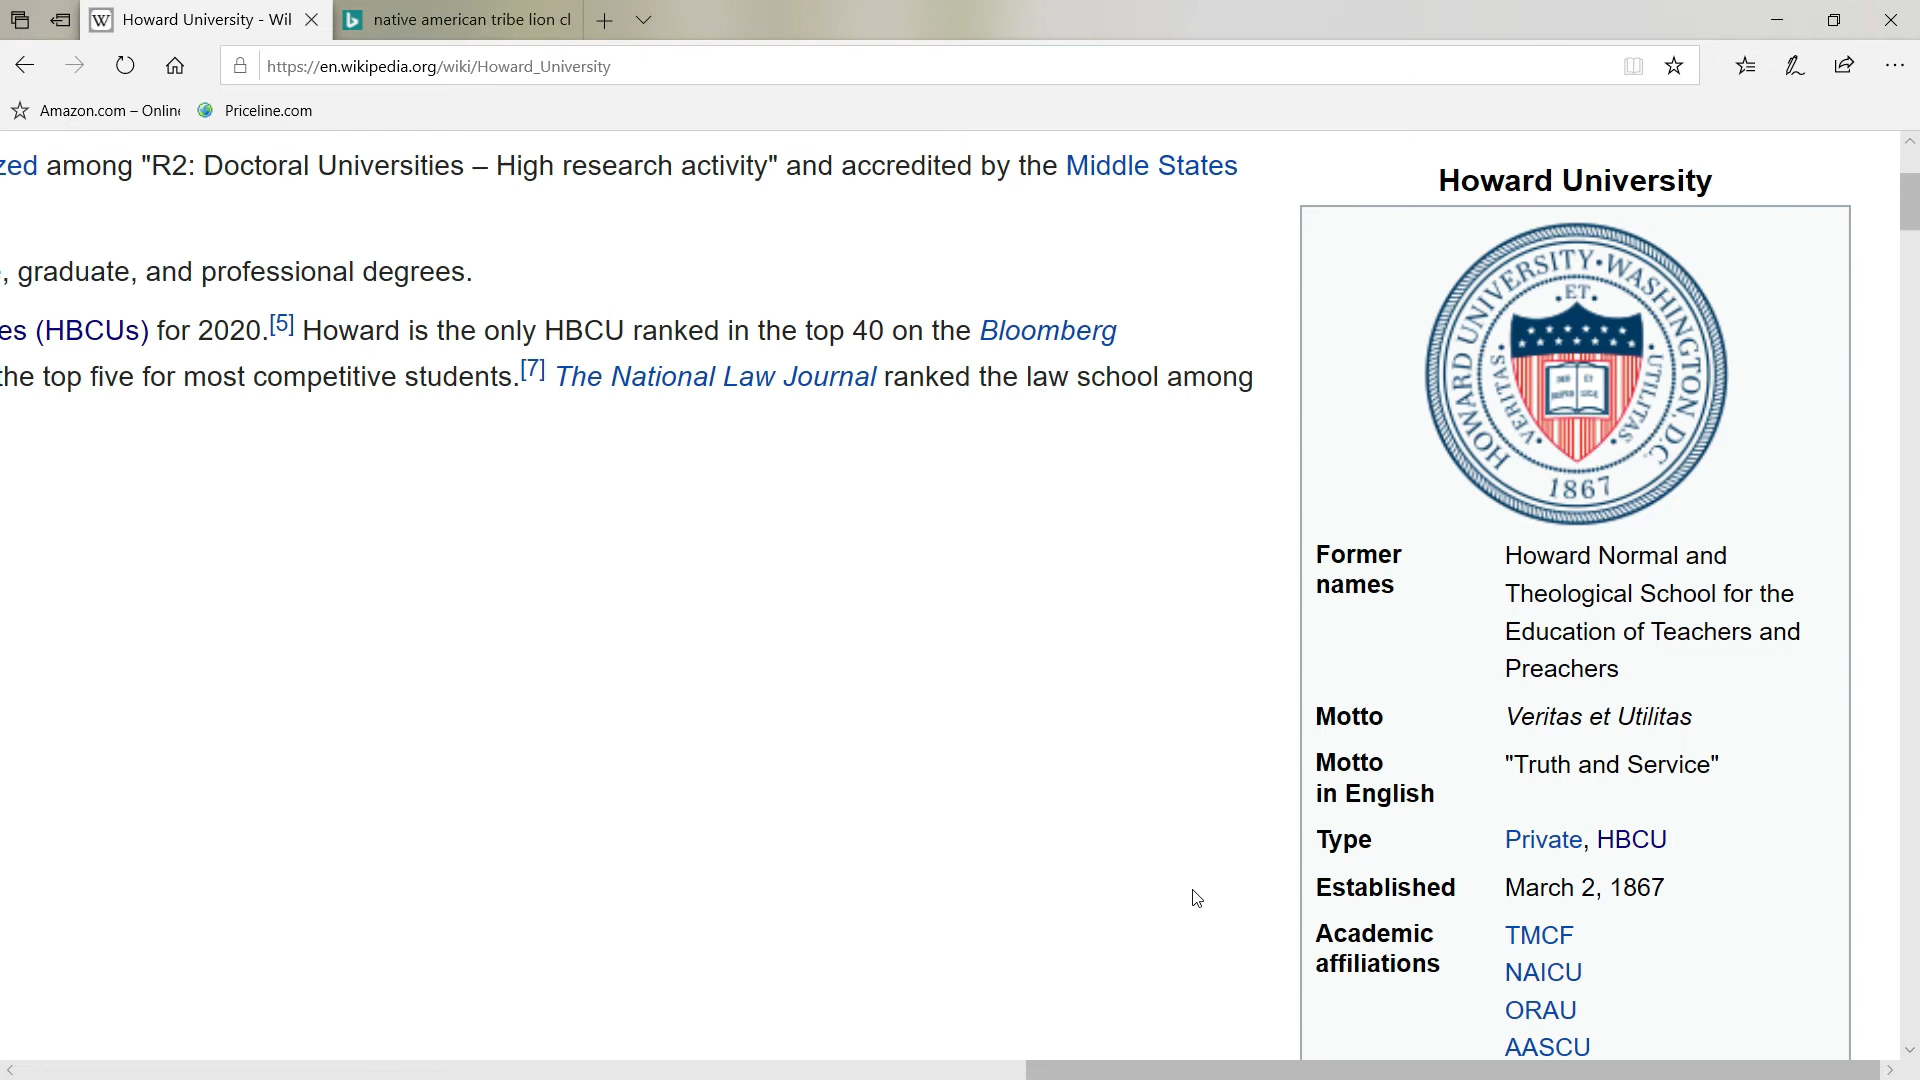 Howard University - Wil
native american tribe lion cl
https://en.wikipedia.org/wiki/Howard_University
Amazon.com – Online
Priceline.com
zed among "R2: Doctoral Universities – High research activity" and accredited by the Middle States
, graduate, and professional degrees.
es (HBCUs) for 2020.[5] Howard is the only HBCU ranked in the top 40 on the Bloomberg
the top five for most competitive students.[7] The National Law Journal ranked the law school among
Howard University
HOWARD UNIVERSITY • WASHINGTON, D.C.
• ET •
VERITAS
UTILITAS
1867
Former names
Howard Normal and
Theological School for the
Education of Teachers and
Preachers
Motto
Veritas et Utilitas
Motto in English
"Truth and Service"
Type
Private, HBCU
Established
March 2, 1867
Academic affiliations
TMCF
NAICU
ORAU
AASCU